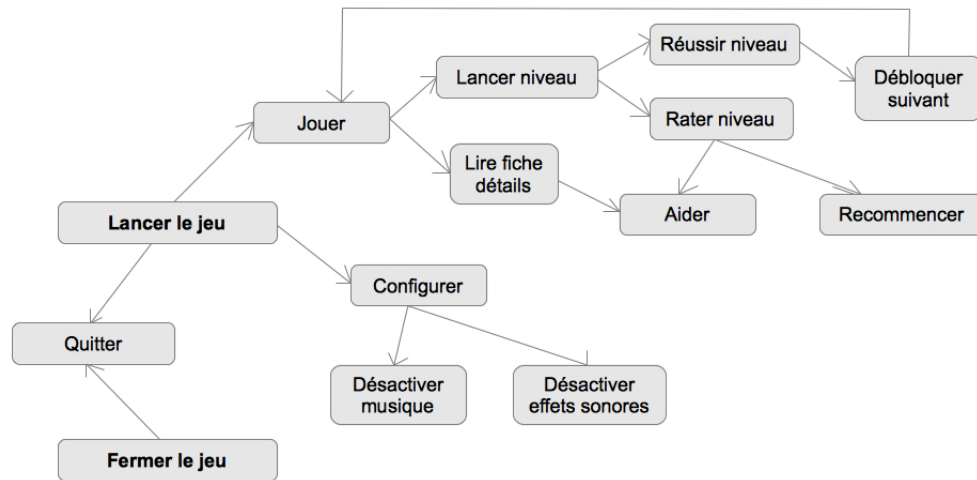 Réussir niveau
Lancer niveau
Débloquer
suivant
Jouer
Rater niveau
Lire fiche
détails
Lancer le jeu
Aider
Recommencer
Configurer
Quitter
Désactiver
musique
Désactiver
effets sonores
Fermer le jeu